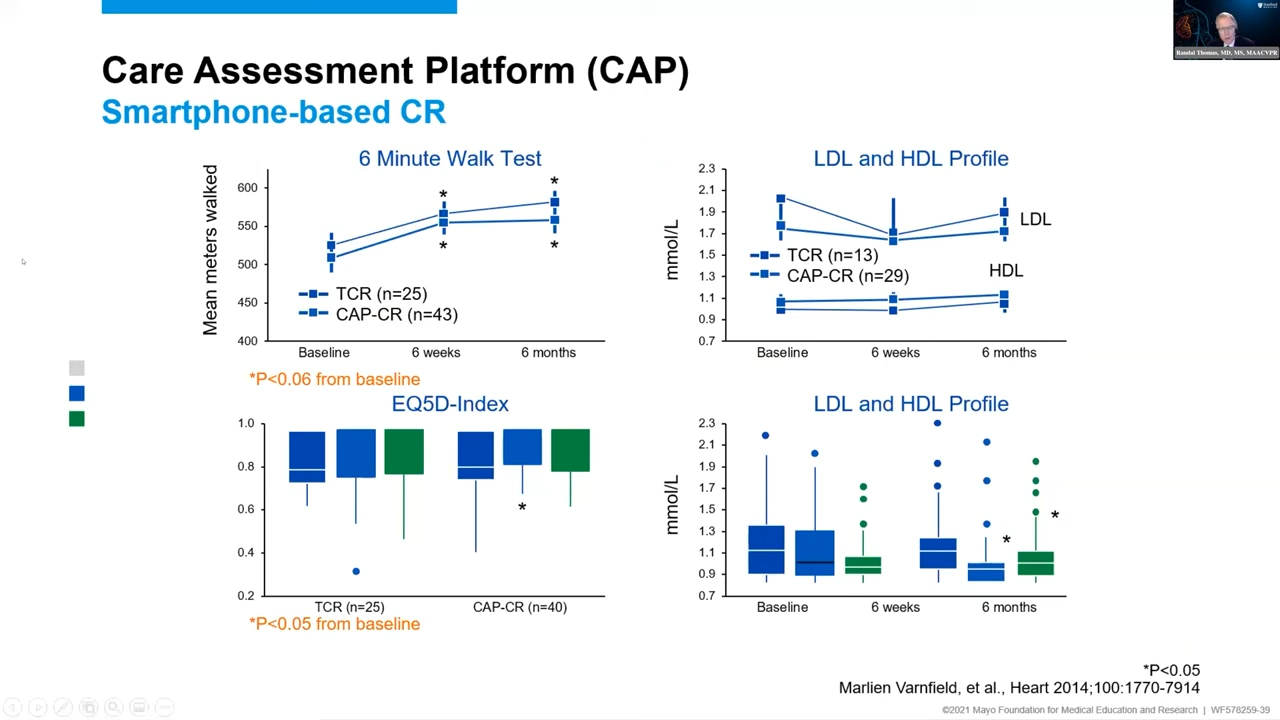 Stanford
MEDICINE
Randal Thomas, MD, MS, MAACVPR
Care Assessment Platform (CAP)
Smartphone-based CR
6 Minute Walk Test
Mean meters walked
600
550
500
450
400
*
*
*
*
TCR (n=25)
CAP-CR (n=43)
Baseline
6 weeks
6 months
*P<0.06 from baseline
LDL and HDL Profile
mmol/L
2.3
2.1
1.9
1.7
1.5
1.3
1.1
0.9
0.7
LDL
TCR (n=13)
CAP-CR (n=29)
HDL
Baseline
6 weeks
6 months
EQ5D-Index
1.0
0.8
0.6
0.4
0.2
*
TCR (n=25)
CAP-CR (n=40)
*P<0.05 from baseline
LDL and HDL Profile
mmol/L
2.3
2.1
1.9
1.7
1.5
1.3
1.1
0.9
0.7
*
*
Baseline
6 weeks
6 months
*P<0.05
Marlien Varnfield, et al., Heart 2014;100:1770-7914
©2021 Mayo Foundation for Medical Education and Research | WF578259-39